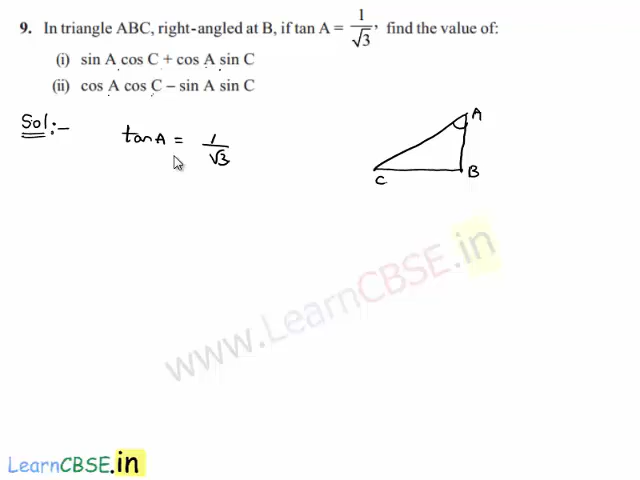 9. In triangle ABC, right-angled at B, if tan A = 1/√3, find the value of:
(i) sin A cos C + cos A sin C
(ii) cos A cos C – sin A sin C
Sol:-
tan A = 1/√3
A
C
B
www.LearnCBSE.in
LearnCBSE.in